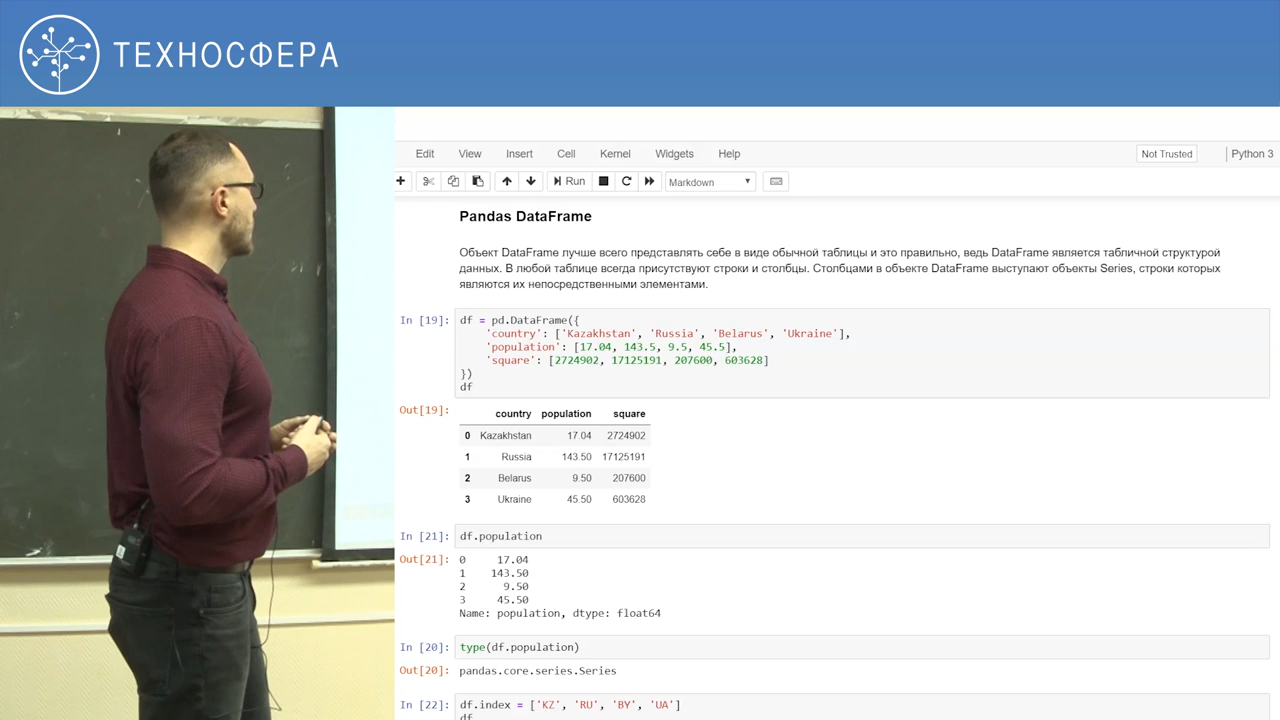 ТЕХНОСФЕРА
Edit View Insert Cell Kernel Widgets Help Not Trusted Python 3
Run Markdown
Pandas DataFrame
Объект DataFrame лучше всего представлять себе в виде обычной таблицы и это правильно, ведь DataFrame является табличной структурой
данных. В любой таблице всегда присутствуют строки и столбцы. Столбцами в объекте DataFrame выступают объекты Series, строки которых
являются их непосредственными элементами.
In [19]: df = pd.DataFrame({
'country': ['Kazakhstan', 'Russia', 'Belarus', 'Ukraine'],
'population': [17.04, 143.5, 9.5, 45.5],
'square': [2724902, 17125191, 207600, 603628]
})
df
Out[19]: country population square
0 Kazakhstan 17.04 2724902
1 Russia 143.50 17125191
2 Belarus 9.50 207600
3 Ukraine 45.50 603628
In [21]: df.population
Out[21]: 0 17.04
1 143.50
2 9.50
3 45.50
Name: population, dtype: float64
In [20]: type(df.population)
Out[20]: pandas.core.series.Series
In [22]: df.index = ['KZ', 'RU', 'BY', 'UA']
df